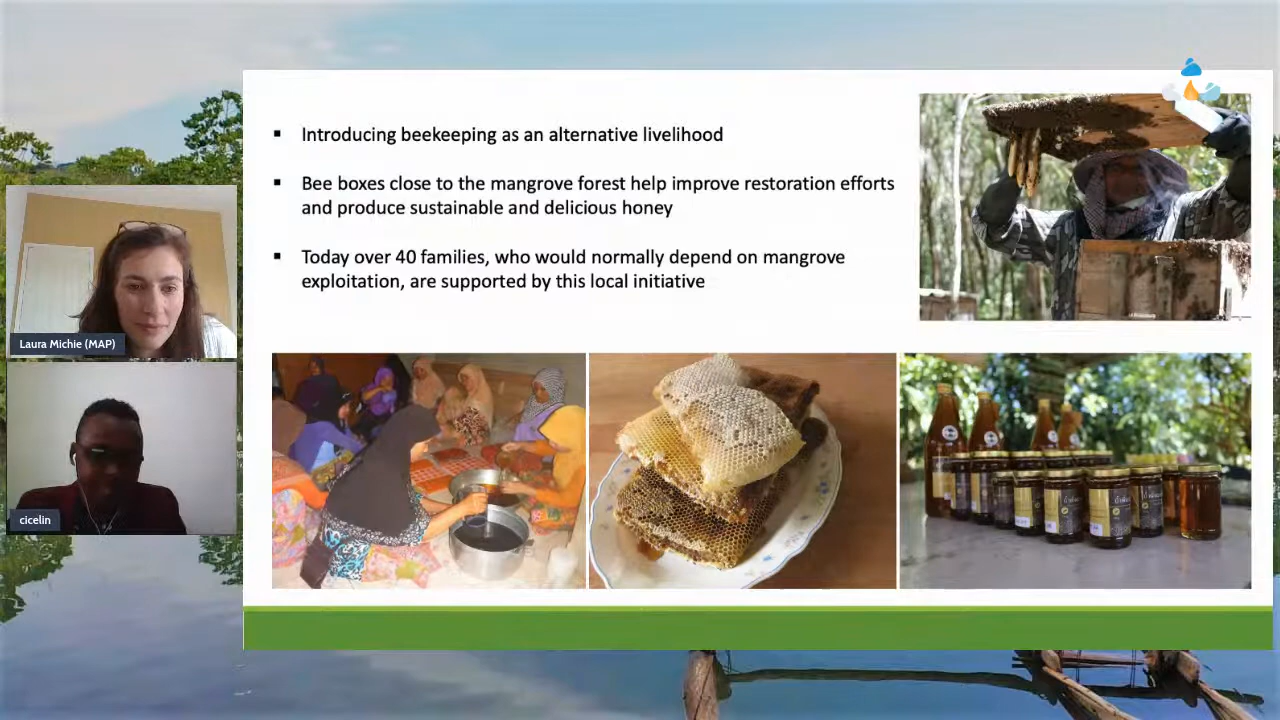 ▪ Introducing beekeeping as an alternative livelihood
▪ Bee boxes close to the mangrove forest help improve restoration efforts
and produce sustainable and delicious honey
▪ Today over 40 families, who would normally depend on mangrove
exploitation, are supported by this local initiative
Laura Michie (MAP)
cicelin